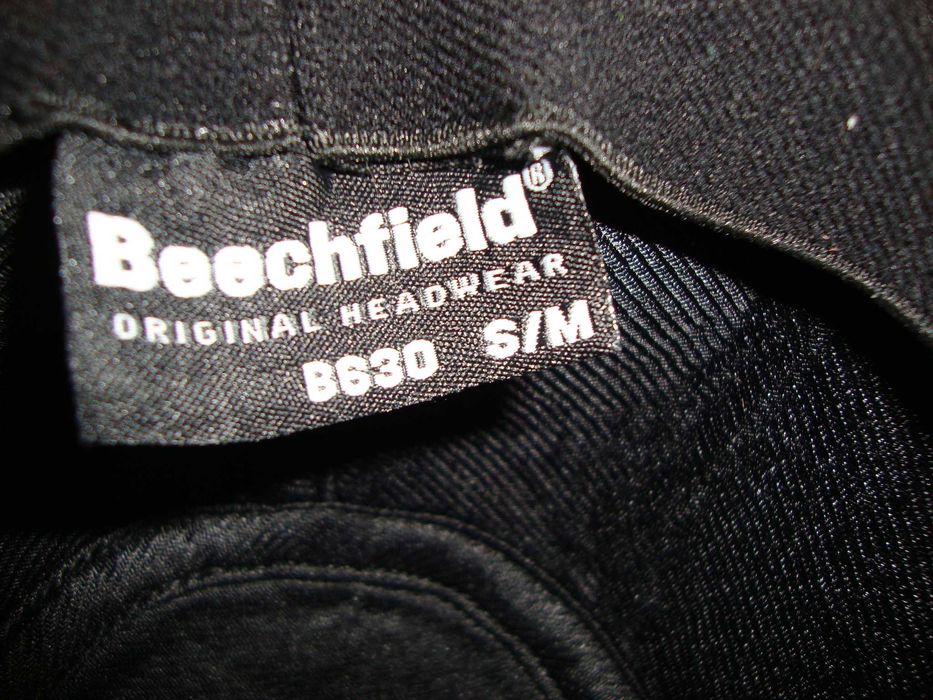 Beechfield®
ORIGINAL HEADWEAR
B630 S/M